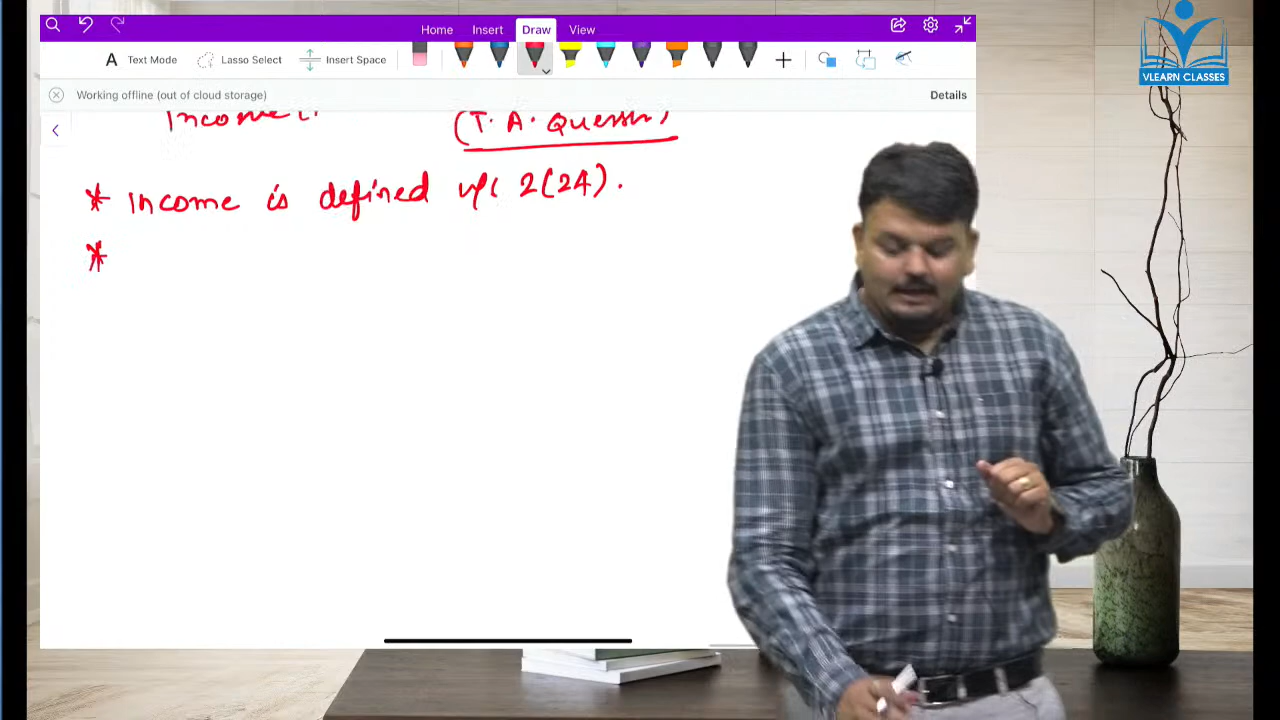 Home Insert Draw View
A Text Mode Lasso Select Insert Space
Working offline (out of cloud storage) Details
Income
(T. A.
* Income is defined u/s 2(24).
*
VLEARN CLASSES